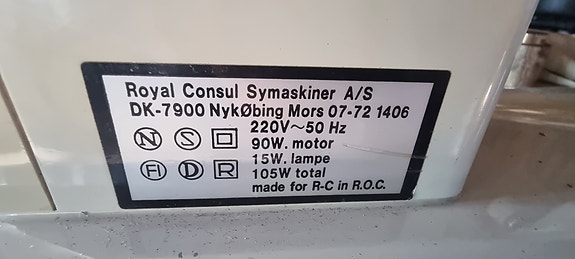 Royal Consul Symaskiner A/S
DK-7900 NykØbing Mors 07-72 1406
N S 220V~50 Hz
90W. motor
15W. lampe
FI D R 105W total
made for R-C in R.O.C.